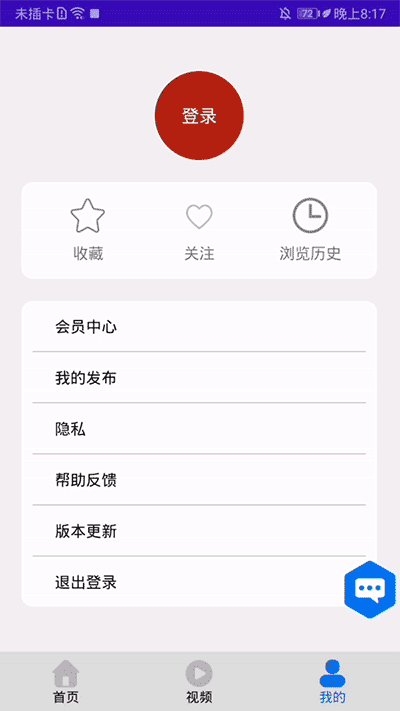 未插卡 72 晚上8:17
登录
收藏 关注 浏览历史
会员中心
我的发布
隐私
帮助反馈
版本更新
退出登录
首页 视频 我的